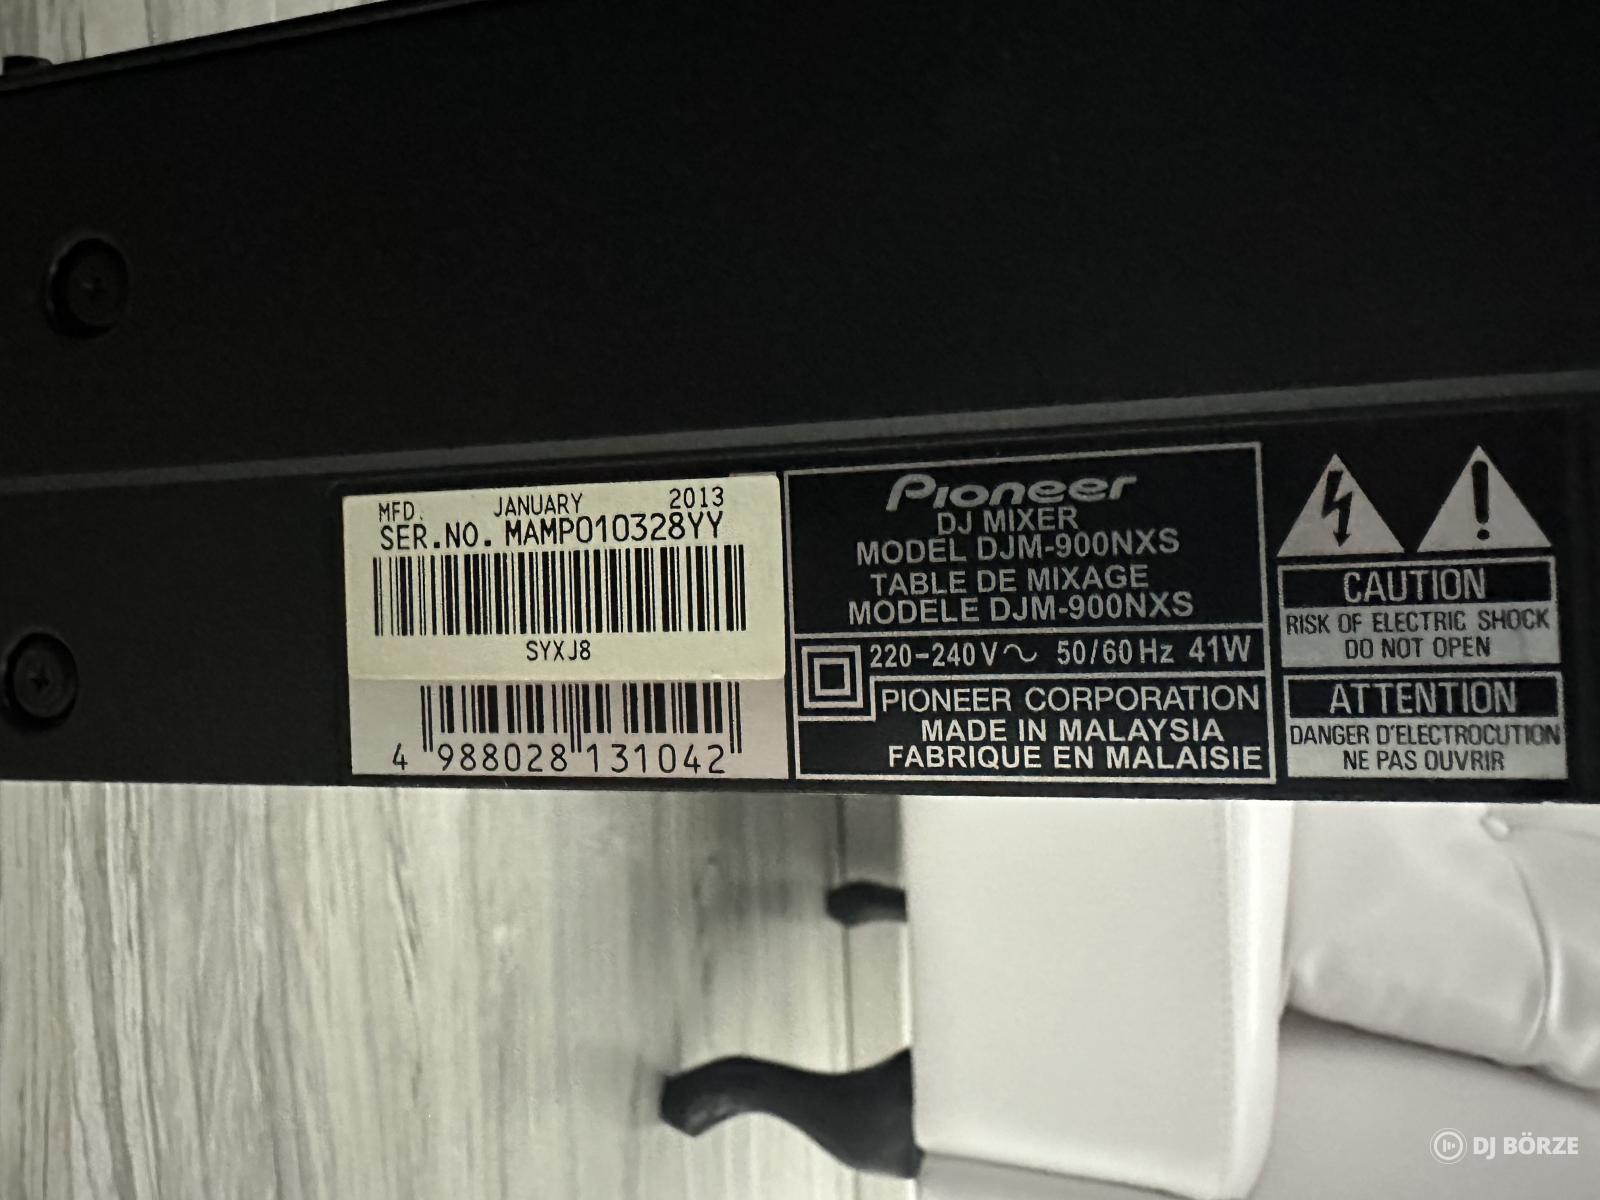 MFD. JANUARY 2013
SER.NO. MAMP010328YY
SYXJ8
4 988028 131042
Pioneer
DJ MIXER
MODEL DJM-900NXS
TABLE DE MIXAGE
MODELE DJM-900NXS
220-240V～ 50/60Hz 41W
PIONEER CORPORATION
MADE IN MALAYSIA
FABRIQUE EN MALAISIE
CAUTION
RISK OF ELECTRIC SHOCK
DO NOT OPEN
ATTENTION
DANGER D'ELECTROCUTION
NE PAS OUVRIR
DJ BÖRZE